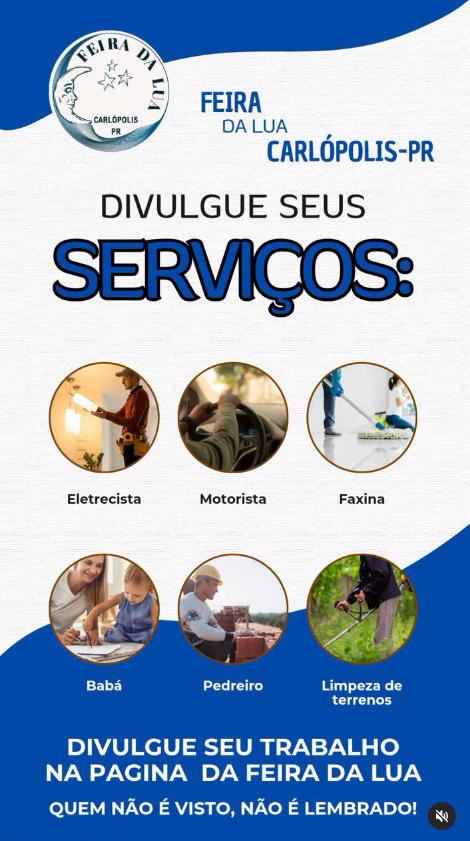 FEIRA DA LUA
CARLÓPOLIS
PR
FEIRA
DA LUA
CARLÓPOLIS-PR
DIVULGUE SEUS
SERVIÇOS:
Eletrecista
Motorista
Faxina
Babá
Pedreiro
Limpeza de
terrenos
DIVULGUE SEU TRABALHO
NA PAGINA DA FEIRA DA LUA
QUEM NÃO É VISTO, NÃO É LEMBRADO!